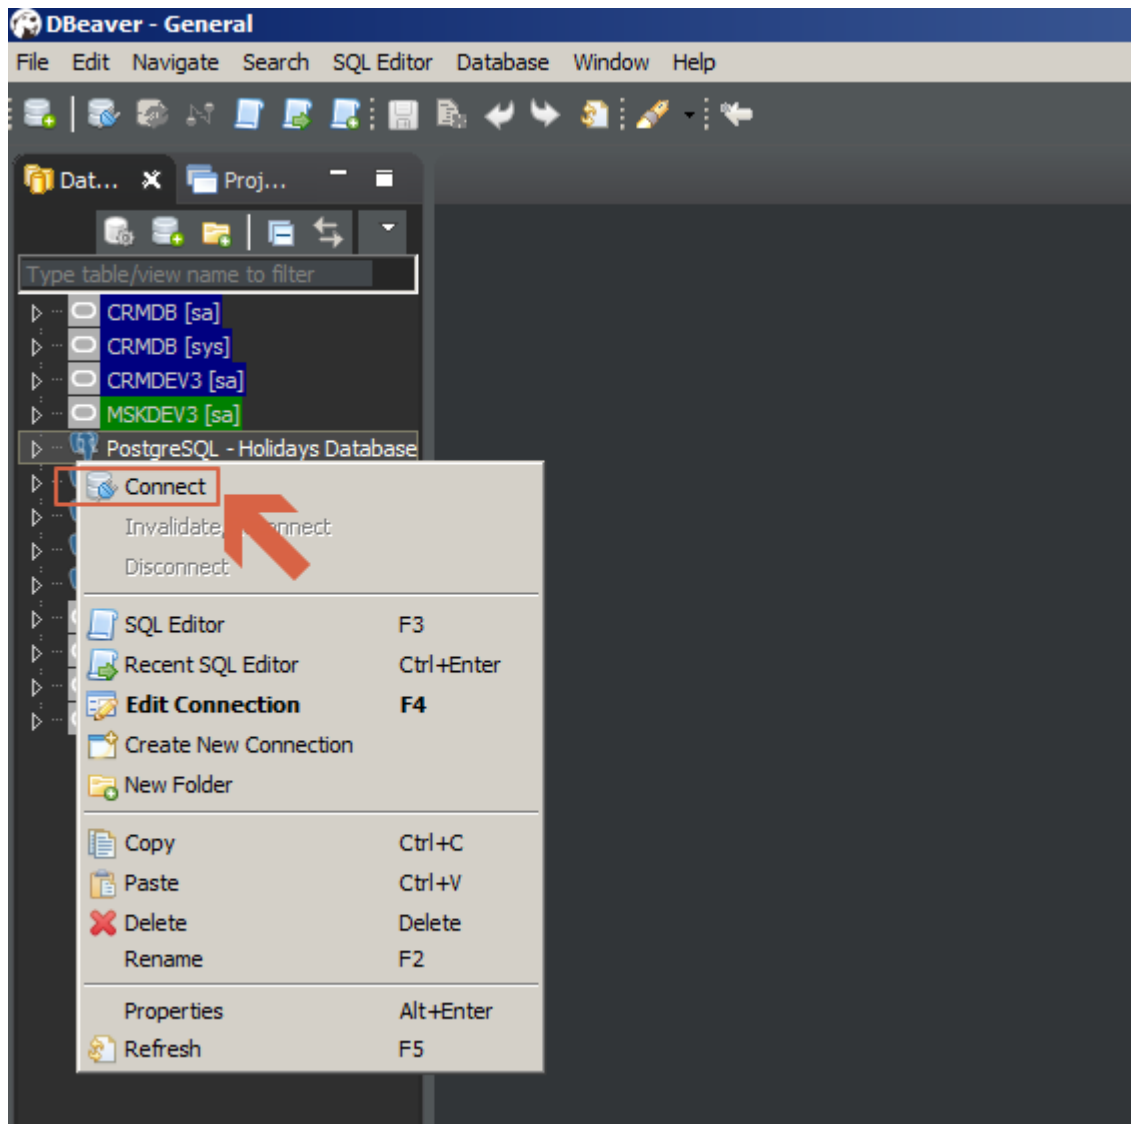 DBeaver - General
File Edit Navigate Search SQL Editor Database Window Help
Dat... Proj...
Type table/view name to filter
CRMDB [sa]
CRMDB [sys]
CRMDEV3 [sa]
MSKDEV3 [sa]
PostgreSQL - Holidays Database
Connect
Disconnect
SQL Editor F3
Recent SQL Editor Ctrl+Enter
Edit Connection F4
Create New Connection
New Folder
Copy Ctrl+C
Paste Ctrl+V
Delete Delete
Rename F2
Properties Alt+Enter
Refresh F5